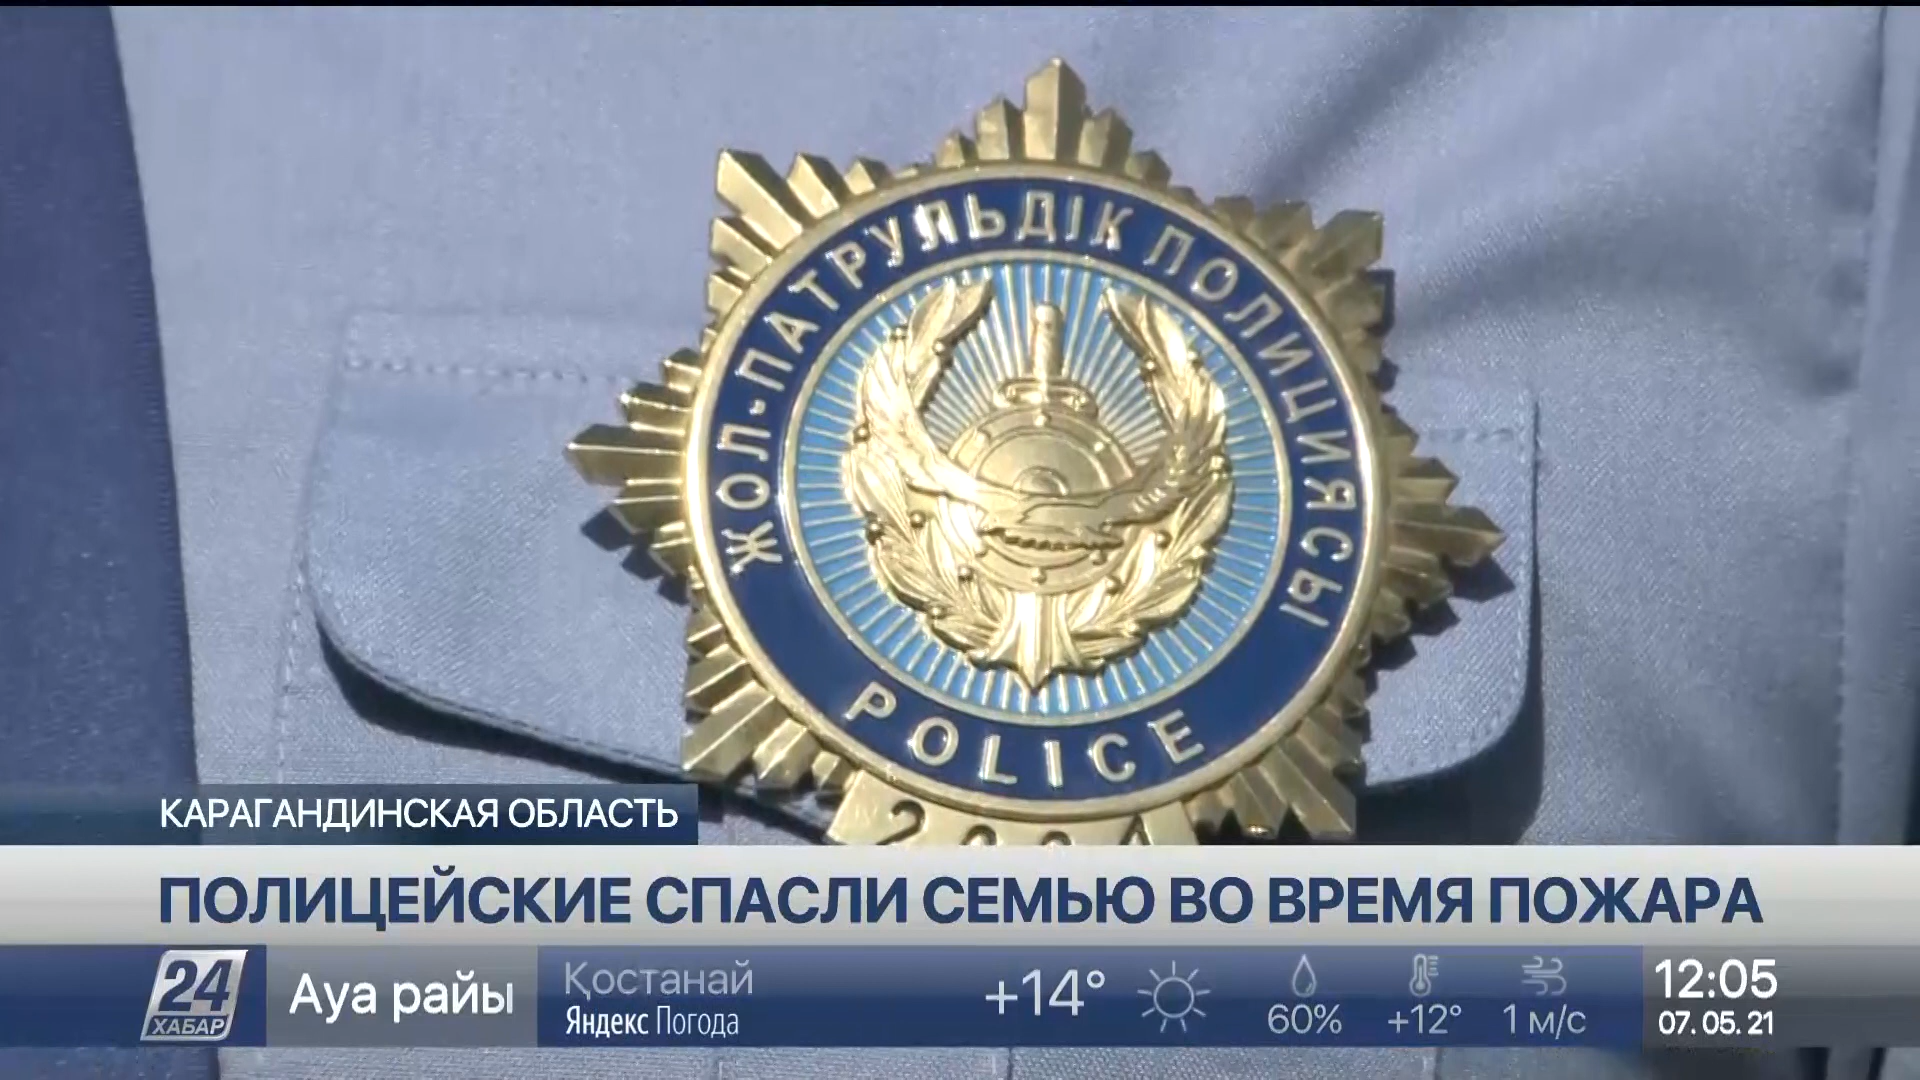 ЖОЛ-ПАТРУЛЬДІК ПОЛИЦИЯСЫ
POLICE
КАРАГАНДИНСКАЯ ОБЛАСТЬ
ПОЛИЦЕЙСКИЕ СПАСЛИ СЕМЬЮ ВО ВРЕМЯ ПОЖАРА
24
ХАБАР
Ауа райы
Қостанай
Яндекс Погода
+14°
60%
+12°
1 м/с
12:05
07. 05. 21